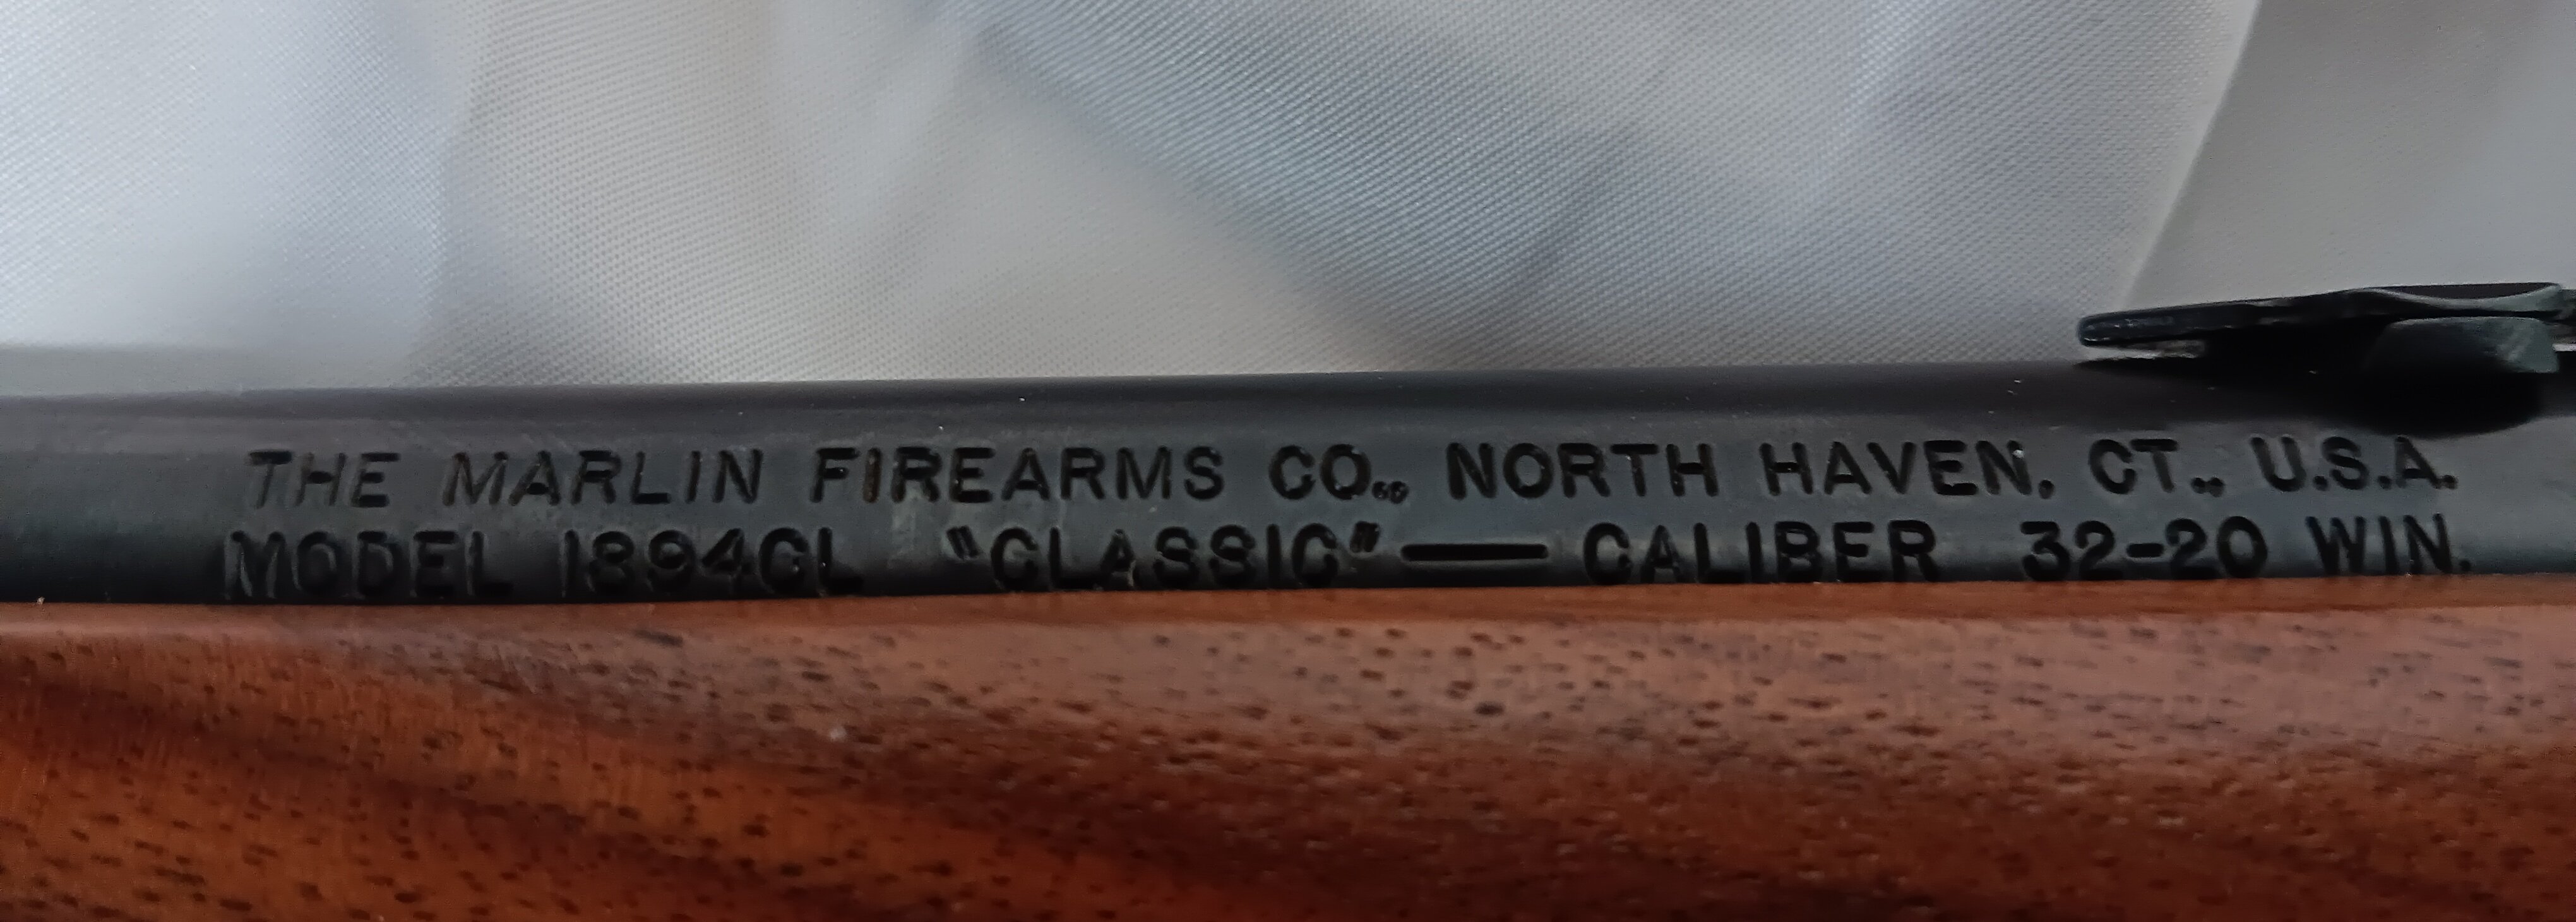 THE MARLIN FIREARMS CO., NORTH HAVEN, CT., U.S.A.
MODEL 1894CL "CLASSIC"— CALIBER 32-20 WIN.